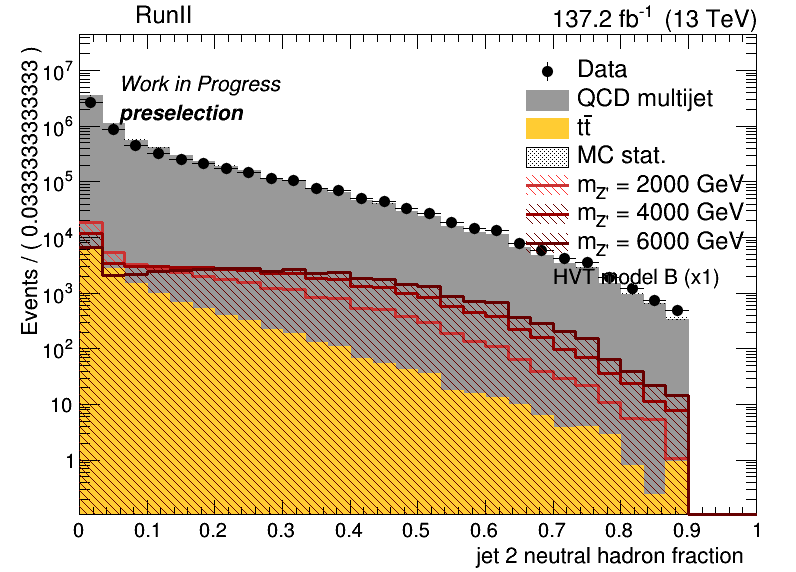 RunII
137.2 fb⁻¹ (13 TeV)
Events / ( 0.0333333333333 )
10⁷
10⁶
10⁵
10⁴
10³
10²
10
1
Work in Progress
preselection
Data
QCD multijet
tt̄
MC stat.
m_Z' = 2000 GeV
m_Z' = 4000 GeV
m_Z' = 6000 GeV
HVT model B (x1)
0 0.1 0.2 0.3 0.4 0.5 0.6 0.7 0.8 0.9 1
jet 2 neutral hadron fraction